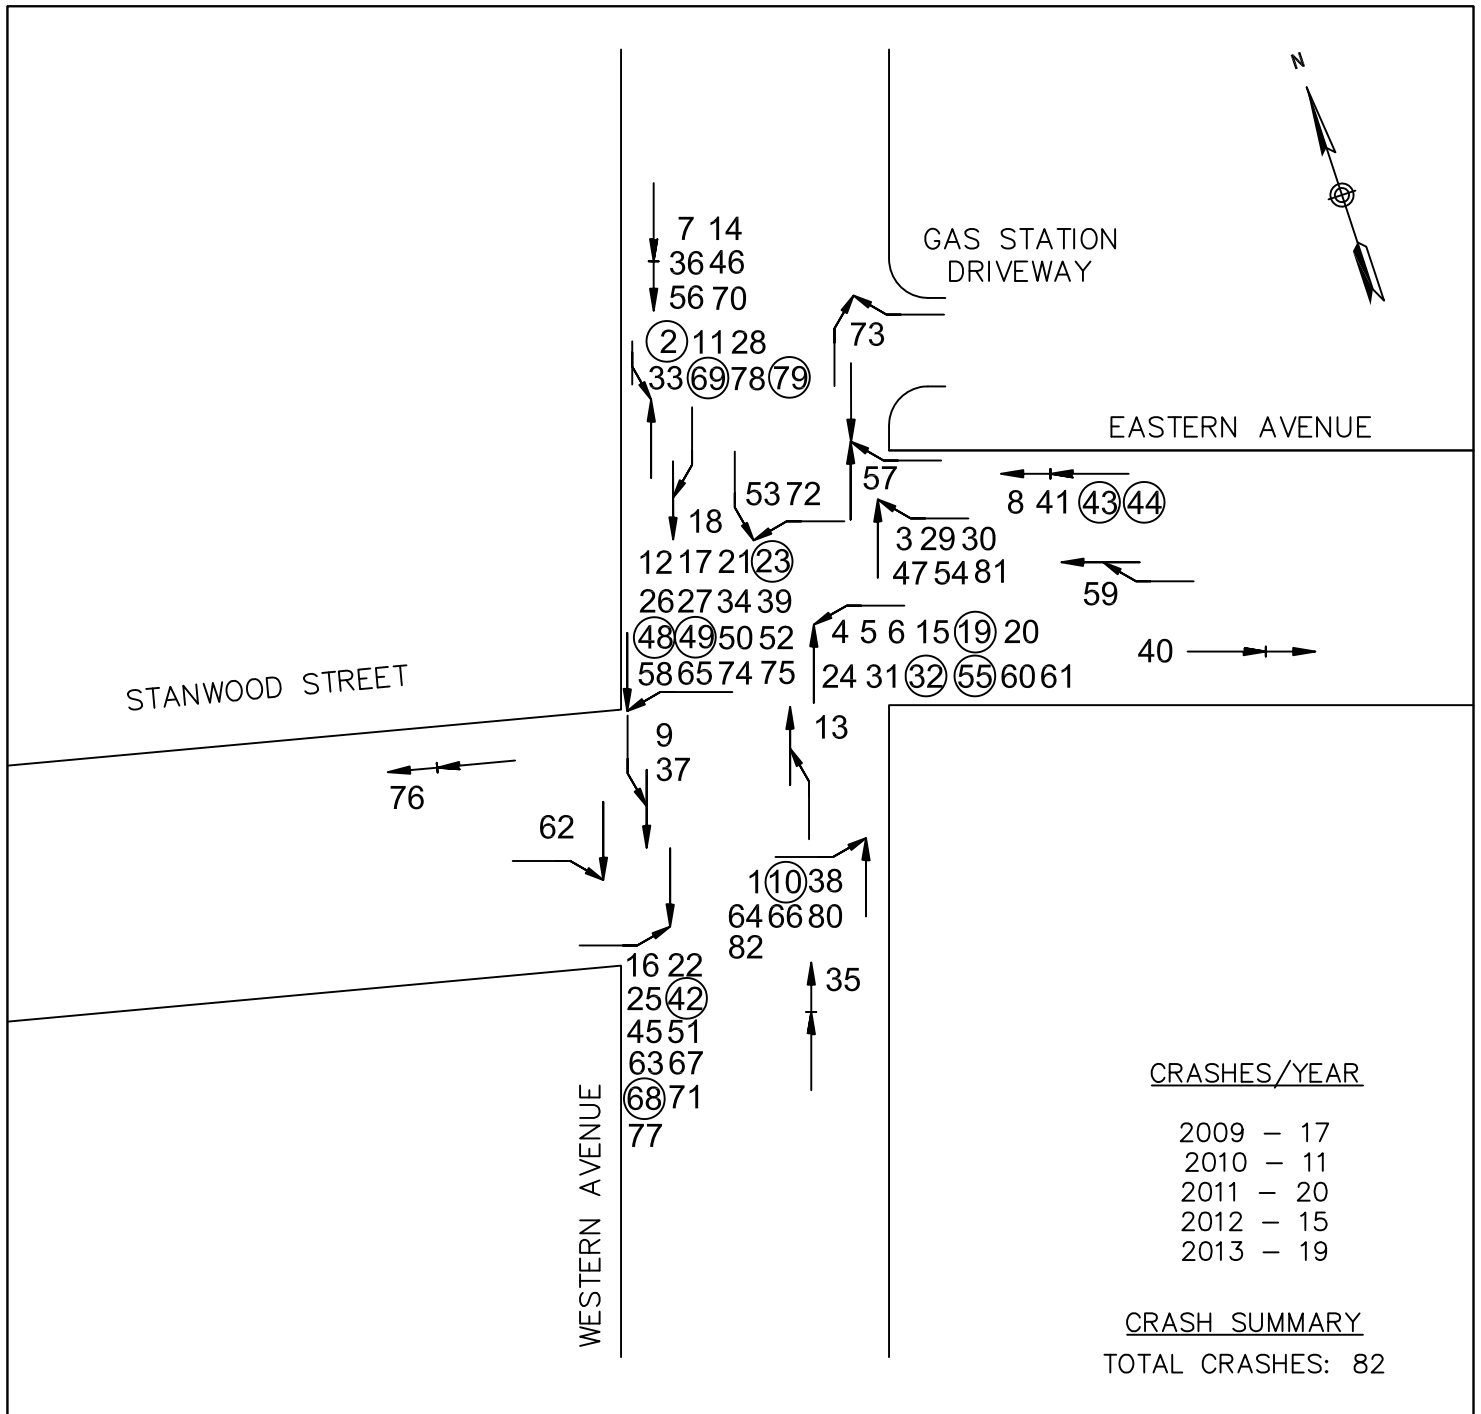 N
7 14
36 46
56 70
GAS STATION
DRIVEWAY
2 11 28
33 69 78 79
73
EASTERN AVENUE
57
8 41 43 44
53 72
18
3 29 30
47 54 81
12 17 21 23
26 27 34 39
48 49 50 52
58 65 74 75
59
4 5 6 15 19 20
24 31 32 55 60 61
40
STANWOOD STREET
13
9
37
76
62
1 10 38
64 66 80
82
16 22
25 42
45 51
63 67
68 71
77
35
WESTERN AVENUE
CRASHES/YEAR
2009 - 17
2010 - 11
2011 - 20
2012 - 15
2013 - 19
CRASH SUMMARY
TOTAL CRASHES: 82